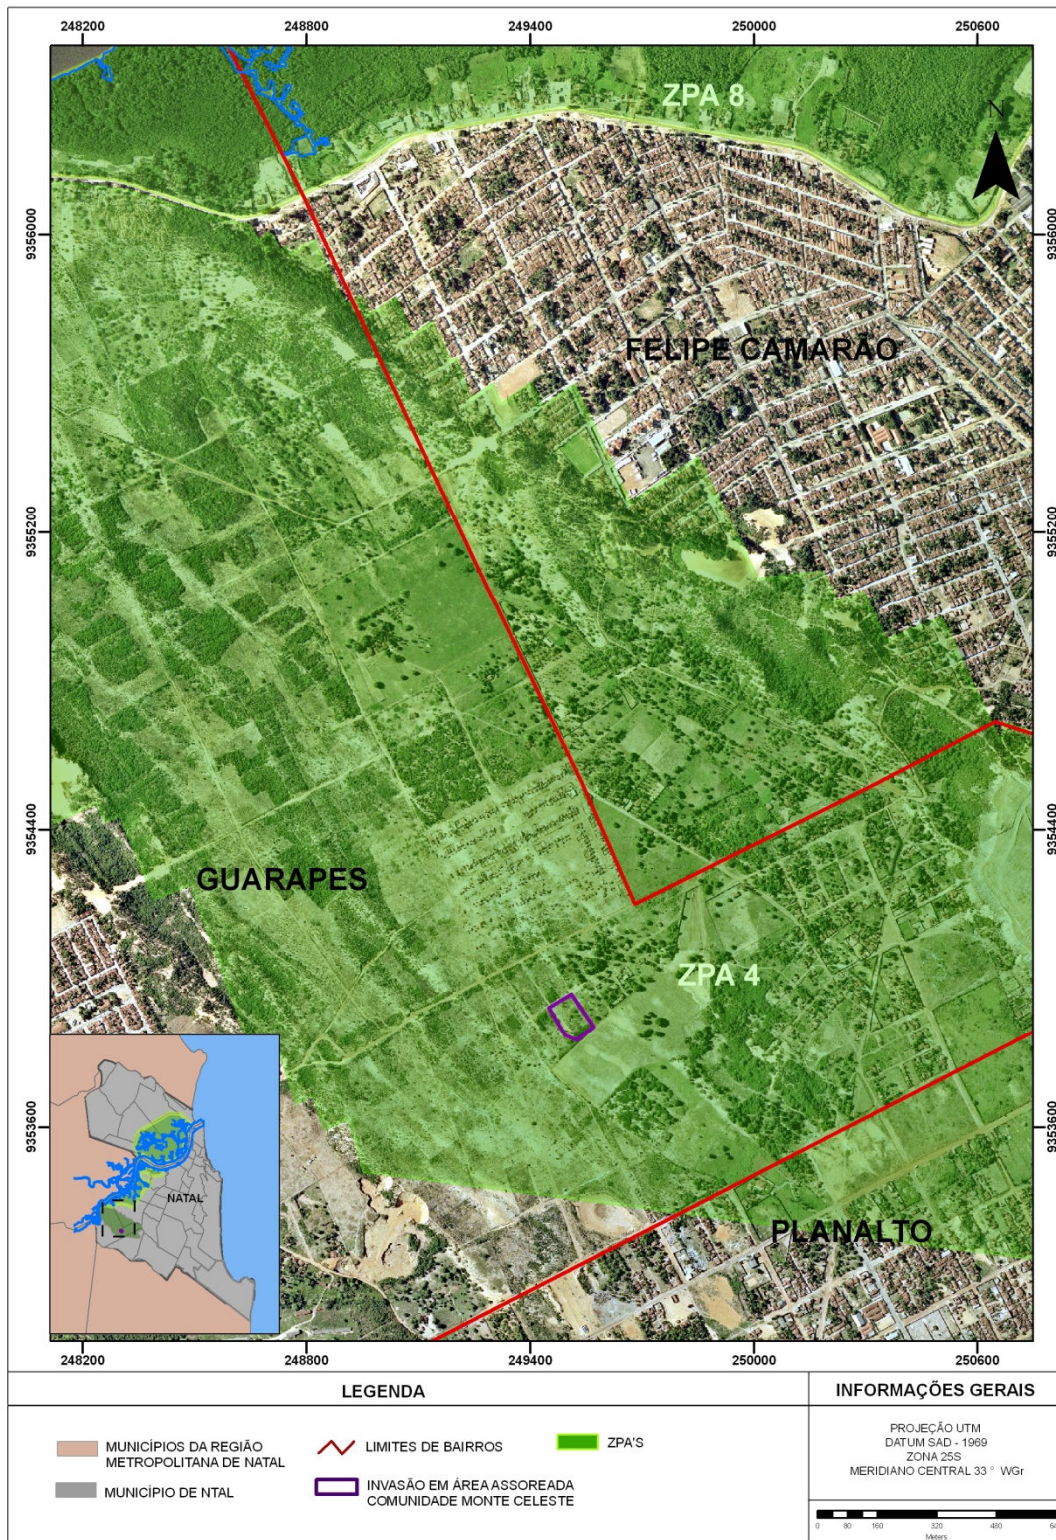 248200 248800 249400 250000 250600
ZPA 8
N
9356000 9356000
FELIPE CAMARÃO
9355200 9355200
9354400 9354400
GUARAPES
ZPA 4
9353600 9353600
NATAL
PLANALTO
248200 248800 249400 250000 250600
LEGENDA
MUNICÍPIOS DA REGIÃO
METROPOLITANA DE NATAL
MUNICÍPIO DE NTAL
LIMITES DE BAIRROS
INVASÃO EM ÁREA ASSOREADA
COMUNIDADE MONTE CELESTE
ZPA'S
INFORMAÇÕES GERAIS
PROJEÇÃO UTM
DATUM SAD - 1969
ZONA 25S
MERIDIANO CENTRAL 33 ° WGr
0 80 160 320 480
Meters